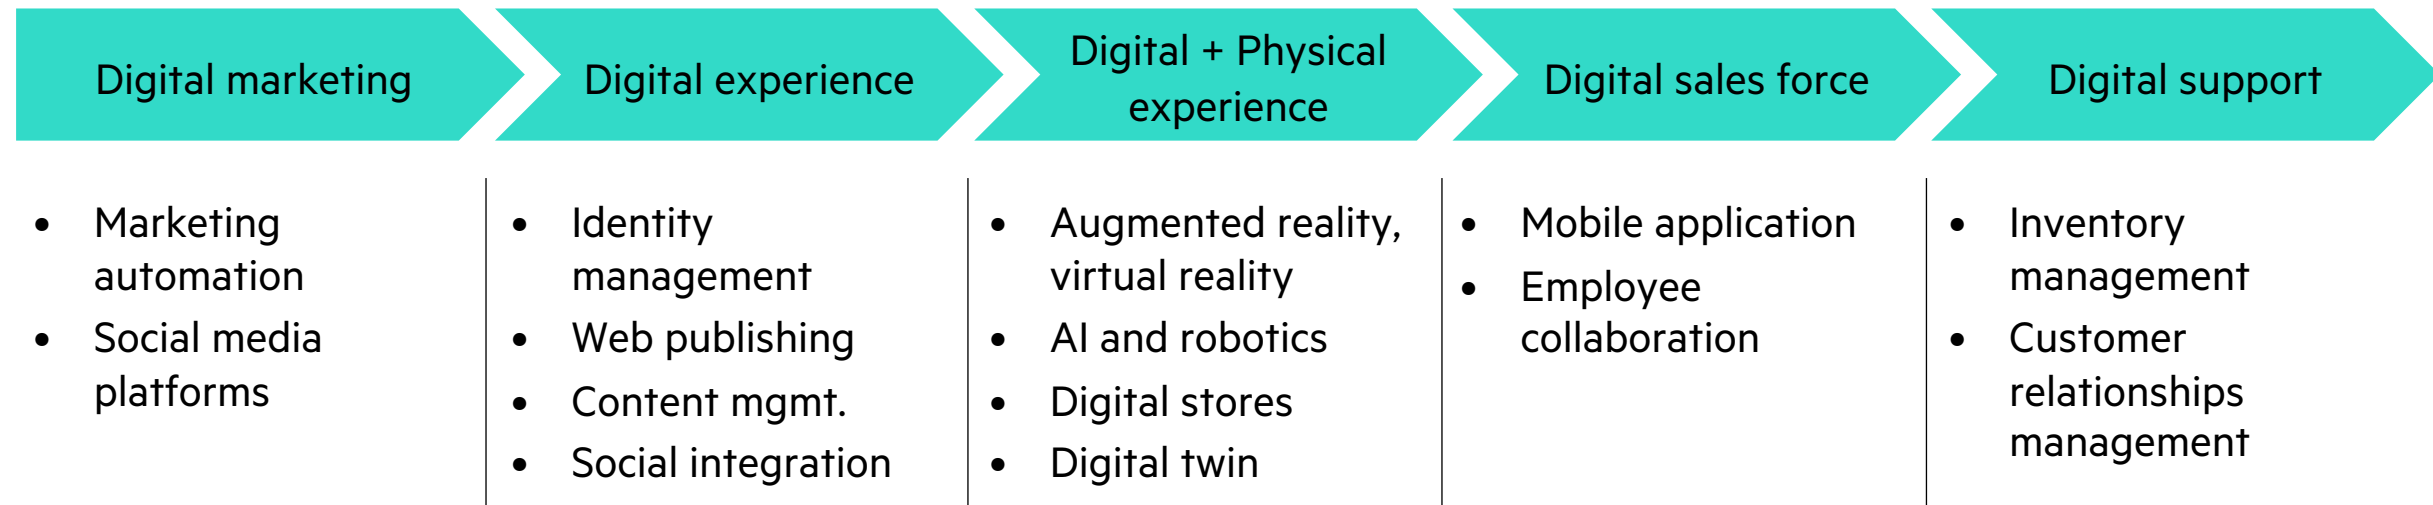 Digital marketing
Digital experience
Digital + Physical
experience
Digital sales force
Digital support
• Marketing
automation
• Social media
platforms
• Identity
management
• Web publishing
• Content mgmt.
• Social integration
• Augmented reality,
virtual reality
• AI and robotics
• Digital stores
• Digital twin
• Mobile application
• Employee
collaboration
• Inventory
management
• Customer
relationships
management